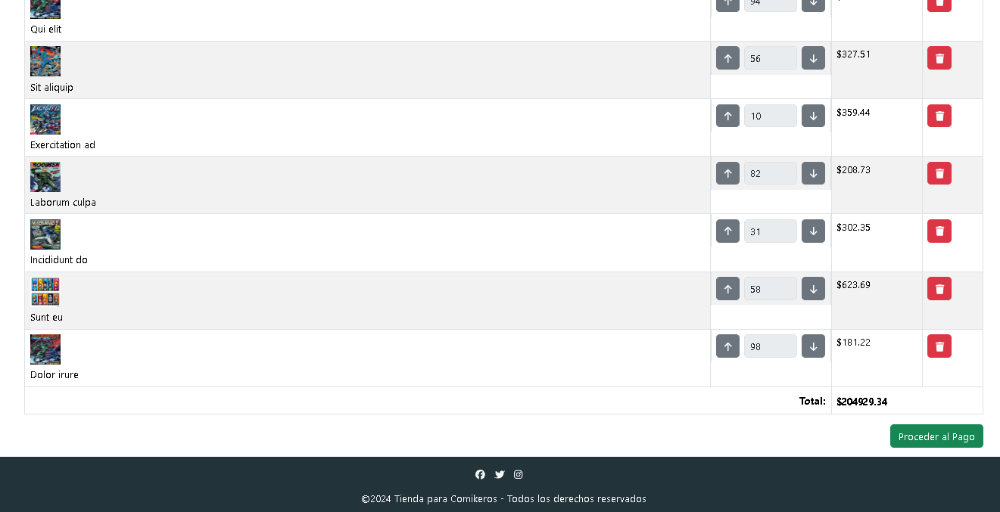 94
Qui elit
56
$327.51
Sit aliquip
10
$359.44
Exercitation ad
82
$208.73
Laborum culpa
31
$302.35
Incididunt do
58
$623.69
Sunt eu
98
$181.22
Dolor irure
Total:
$204929.34
Proceder al Pago
©2024 Tienda para Comikeros - Todos los derechos reservados